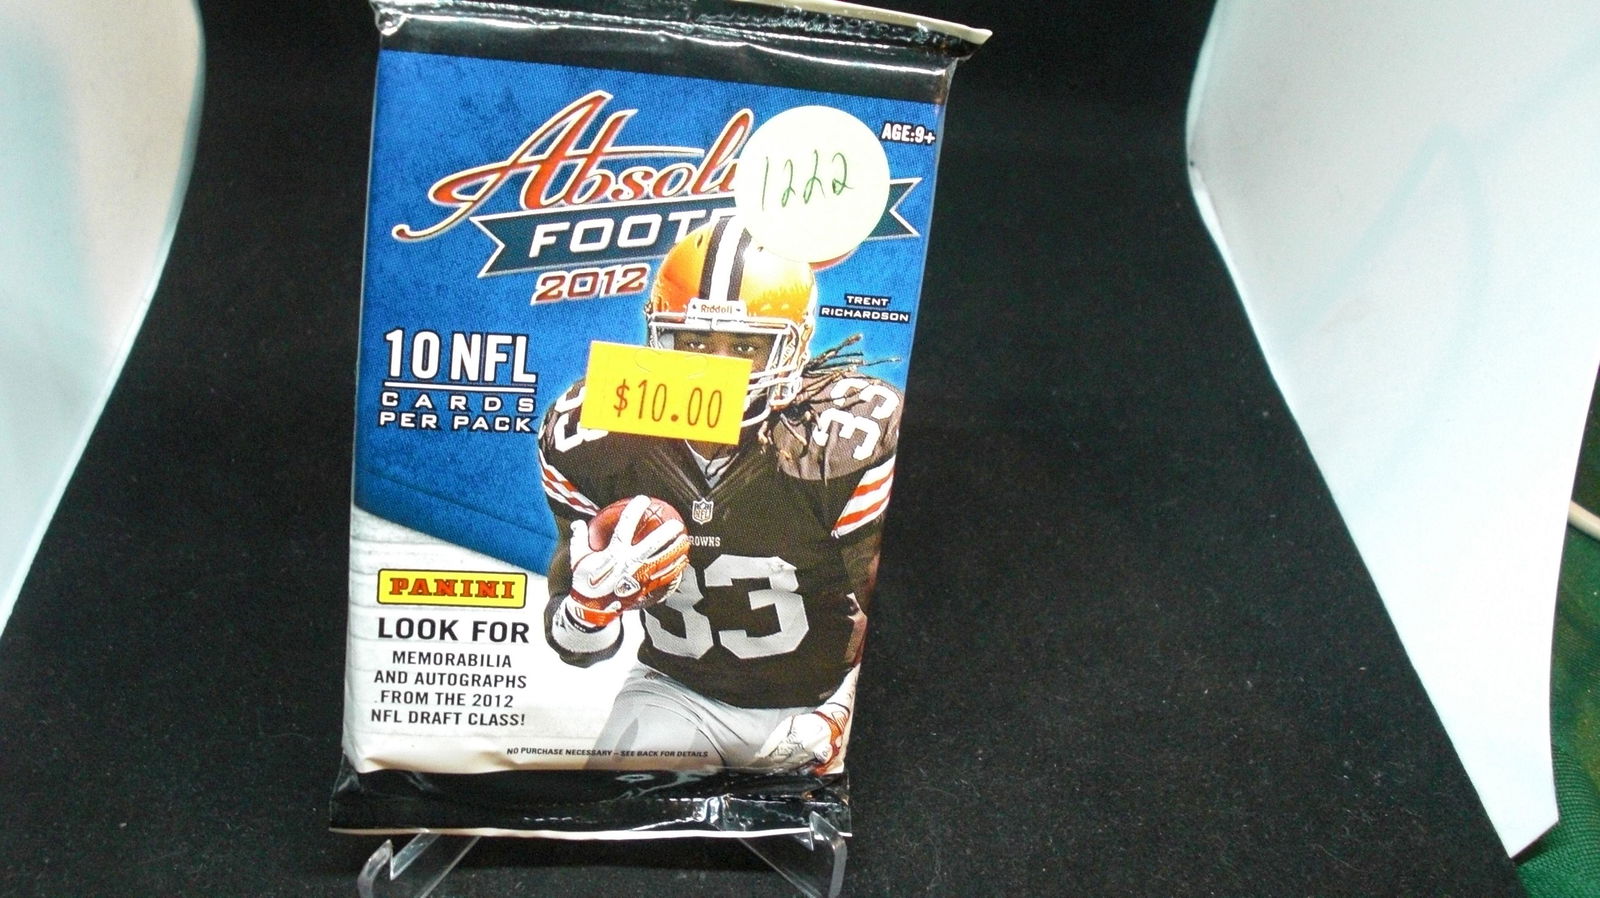 Absolu
AGE:9+
1222
FOOT
2012
TRENT
RICHARDSON
Riddell
10 NFL
CARDS
PER PACK
$10.00
33
NFL
ROWNS
33
PANINI
LOOK FOR
MEMORABILIA
AND AUTOGRAPHS
FROM THE 2012
NFL DRAFT CLASS!
NO PURCHASE NECESSARY – SEE BACK FOR DETAILS